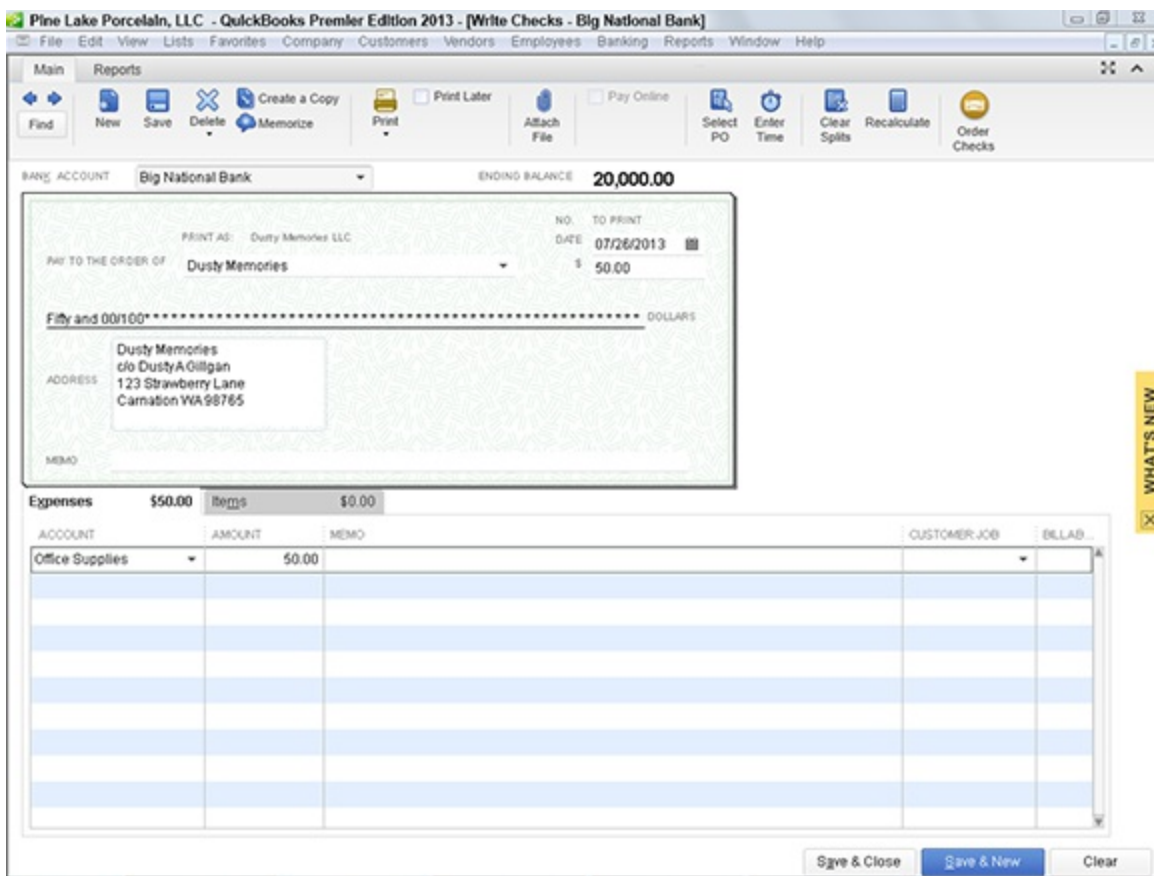 Pine Lake Porcelain, LLC - QuickBooks Premier Edition 2013 - [Write Checks - Big National Bank]
File Edit View Lists Favorites Company Customers Vendors Employees Banking Reports Window Help
Main Reports
Find New Save Delete Create a Copy Memorize Print Print Later Attach File Pay Online Select PO Enter Time Clear Splits Recalculate Order Checks
BANK ACCOUNT Big National Bank ENDING BALANCE 20,000.00
NO. TO PRINT
PRINT AS: Dusty Memories LLC
DATE 07/26/2013
PAY TO THE ORDER OF Dusty Memories $ 50.00
Fifty and 00/100* * * * * * * * * * * * * * * * * * * * * * * * * * * * * * * * * * * * * * * * * * * * * * * * * * * * * * * * * * DOLLARS
ADDRESS
Dusty Memories
c/o Dusty A Gillgan
123 Strawberry Lane
Carnation WA 98765
MEMO
WHAT'S NEW
Expenses $50.00 Items $0.00
ACCOUNT AMOUNT MEMO CUSTOMER:JOB BILLAB...
Office Supplies 50.00
Save & Close Save & New Clear